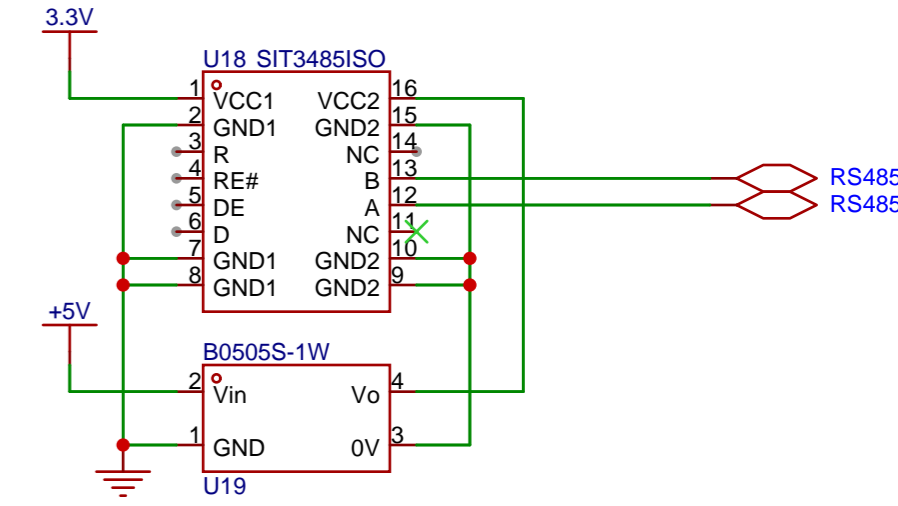 3.3V
U18 SIT3485ISO
1 VCC1 VCC2 16
2 GND1 GND2 15
3 R NC 14
4 RE# B 13 RS485
5 DE A 12 RS485
6 D NC 11
7 GND1 GND2 10
8 GND1 GND2 9
+5V
B0505S-1W
2 Vin Vo 4
1 GND 0V 3
U19